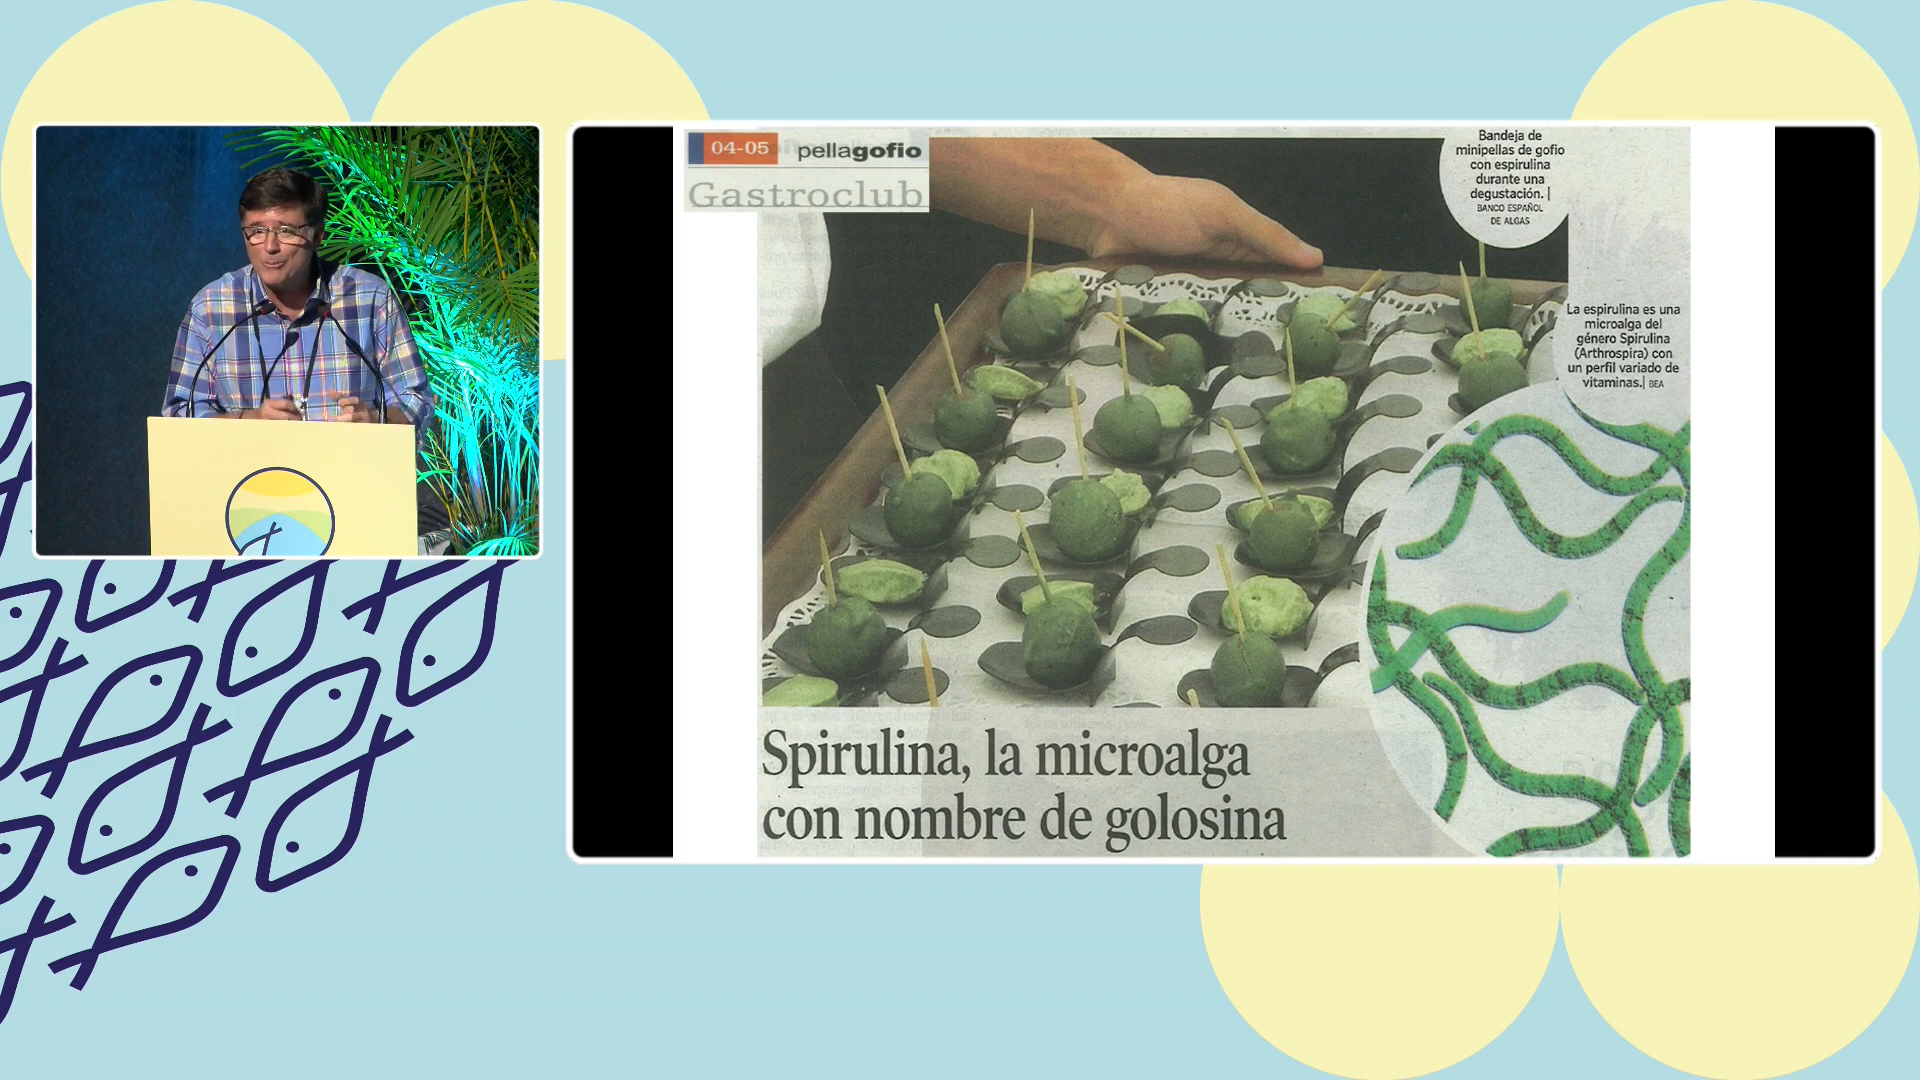 04-05
pellagofio
Gastroclub
Bandeja de
minipellas de gofio
con espirulina
durante una
degustación. |
BANCO ESPAÑOL
DE ALGAS
La espirulina es una
microalga del
género Spirulina
(Arthrospira) con
un perfil variado de
vitaminas.| BEA
Spirulina, la microalga
con nombre de golosina